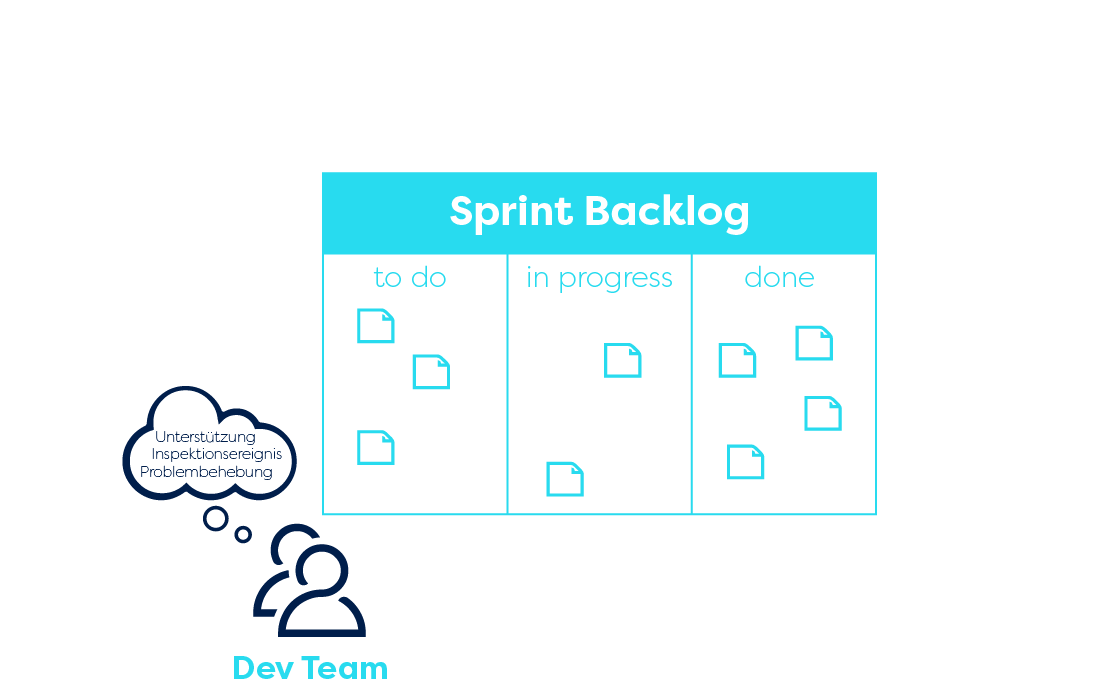 Sprint Backlog
to do
in progress
done
Unterstützung
Inspektionsereignis
Problembehebung
Dev Team